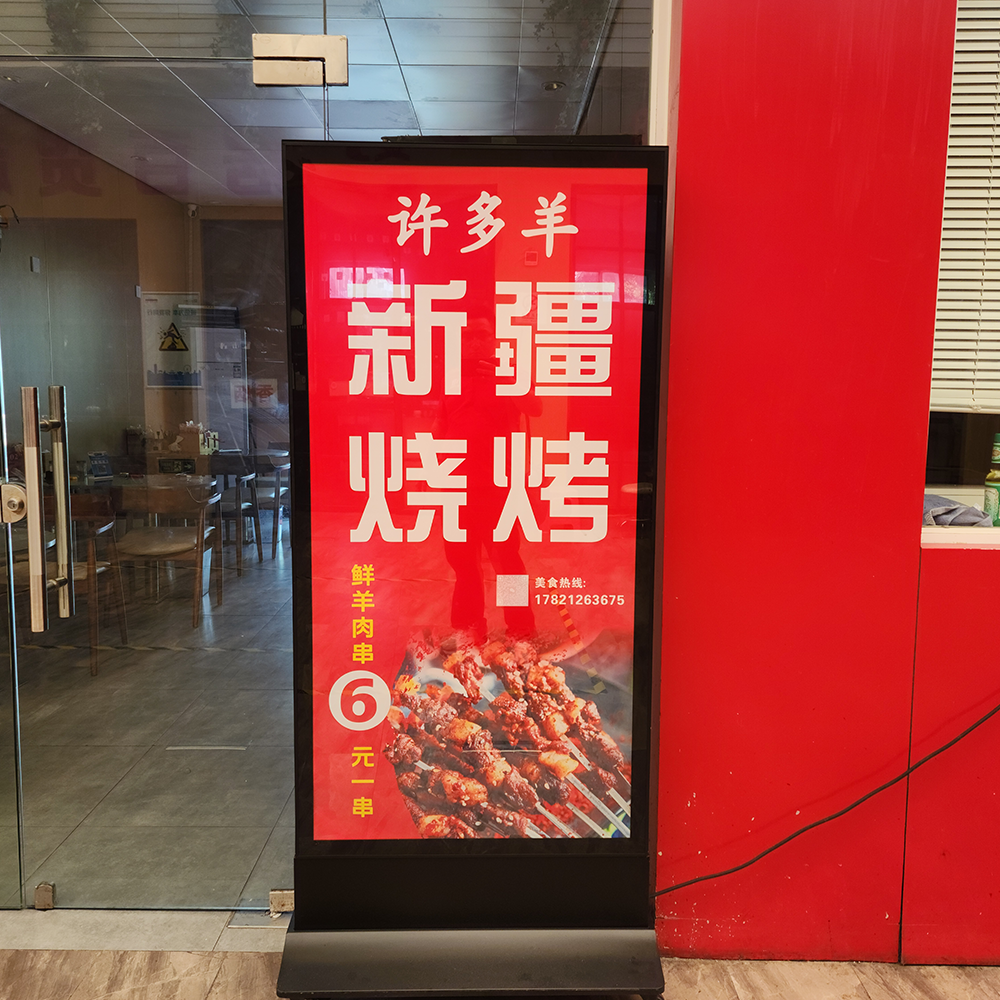 许多羊
新疆
烧烤
鲜羊肉串
6
元一串
美食热线:
17821263675